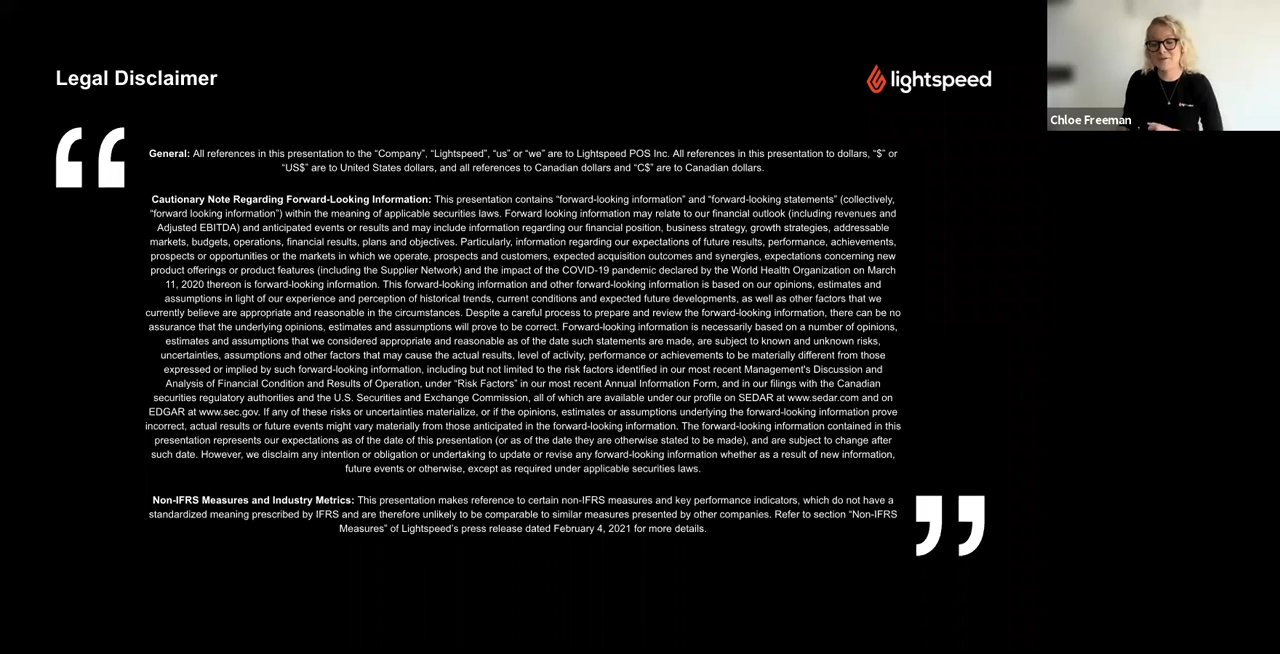 Legal Disclaimer
lightspeed
Chloe Freeman
General: All references in this presentation to the “Company”, “Lightspeed”, “us” or “we” are to Lightspeed POS Inc. All references in this presentation to dollars, “$” or
“US$” are to United States dollars, and all references to Canadian dollars and “C$” are to Canadian dollars.
Cautionary Note Regarding Forward-Looking Information: This presentation contains “forward-looking information” and “forward-looking statements” (collectively,
“forward looking information”) within the meaning of applicable securities laws. Forward looking information may relate to our financial outlook (including revenues and
Adjusted EBITDA) and anticipated events or results and may include information regarding our financial position, business strategy, growth strategies, addressable
markets, budgets, operations, financial results, plans and objectives. Particularly, information regarding our expectations of future results, performance, achievements,
prospects or opportunities or the markets in which we operate, prospects and customers, expected acquisition outcomes and synergies, expectations concerning new
product offerings or product features (including the Supplier Network) and the impact of the COVID-19 pandemic declared by the World Health Organization on March
11, 2020 thereon is forward-looking information. This forward-looking information and other forward-looking information is based on our opinions, estimates and
assumptions in light of our experience and perception of historical trends, current conditions and expected future developments, as well as other factors that we
currently believe are appropriate and reasonable in the circumstances. Despite a careful process to prepare and review the forward-looking information, there can be no
assurance that the underlying opinions, estimates and assumptions will prove to be correct. Forward-looking information is necessarily based on a number of opinions,
estimates and assumptions that we considered appropriate and reasonable as of the date such statements are made, are subject to known and unknown risks,
uncertainties, assumptions and other factors that may cause the actual results, level of activity, performance or achievements to be materially different from those
expressed or implied by such forward-looking information, including but not limited to the risk factors identified in our most recent Management's Discussion and
Analysis of Financial Condition and Results of Operation, under “Risk Factors” in our most recent Annual Information Form, and in our filings with the Canadian
securities regulatory authorities and the U.S. Securities and Exchange Commission, all of which are available under our profile on SEDAR at www.sedar.com and on
EDGAR at www.sec.gov. If any of these risks or uncertainties materialize, or if the opinions, estimates or assumptions underlying the forward-looking information prove
incorrect, actual results or future events might vary materially from those anticipated in the forward-looking information. The forward-looking information contained in this
presentation represents our expectations as of the date of this presentation (or as of the date they are otherwise stated to be made), and are subject to change after
such date. However, we disclaim any intention or obligation or undertaking to update or revise any forward-looking information whether as a result of new information,
future events or otherwise, except as required under applicable securities laws.
Non-IFRS Measures and Industry Metrics: This presentation makes reference to certain non-IFRS measures and key performance indicators, which do not have a
standardized meaning prescribed by IFRS and are therefore unlikely to be comparable to similar measures presented by other companies. Refer to section “Non-IFRS
Measures” of Lightspeed’s press release dated February 4, 2021 for more details.